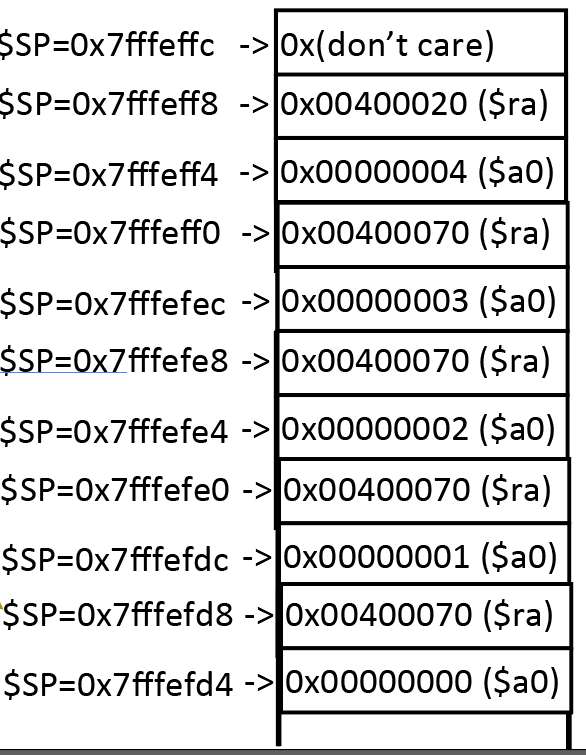 $SP=0x7fffeffc -> 0x(don’t care)
$SP=0x7fffeff8 -> 0x00400020 ($ra)
$SP=0x7fffeff4 -> 0x00000004 ($a0)
$SP=0x7fffeff0 -> 0x00400070 ($ra)
$SP=0x7fffefec -> 0x00000003 ($a0)
$SP=0x7fffefe8 -> 0x00400070 ($ra)
$SP=0x7fffefe4 -> 0x00000002 ($a0)
$SP=0x7fffefe0 -> 0x00400070 ($ra)
$SP=0x7fffefdc -> 0x00000001 ($a0)
$SP=0x7fffefd8 -> 0x00400070 ($ra)
$SP=0x7fffefd4 -> 0x00000000 ($a0)